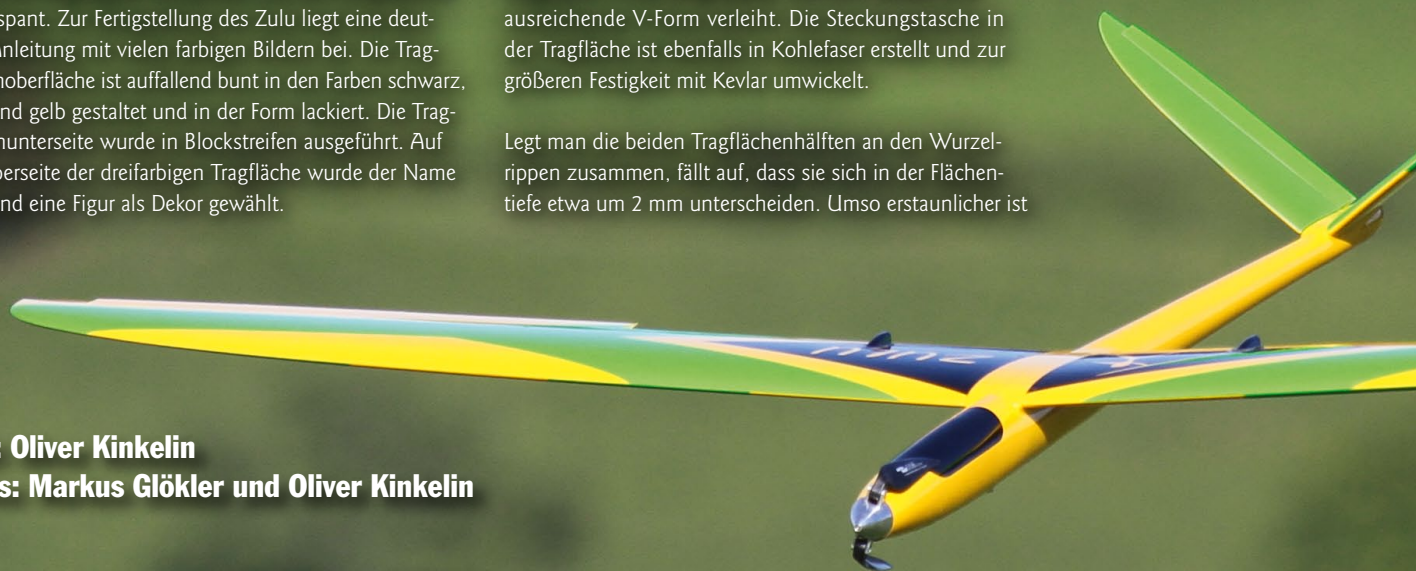 spant. Zur Fertigstellung des Zulu liegt eine deut-
Anleitung mit vielen farbigen Bildern bei. Die Trag-
noberfläche ist auffallend bunt in den Farben schwarz,
nd gelb gestaltet und in der Form lackiert. Die Trag-
nunterseite wurde in Blockstreifen ausgeführt. Auf
berseite der dreifarbigen Tragfläche wurde der Name
nd eine Figur als Dekor gewählt.
ausreichende V-Form verleiht. Die Steckungstasche in
der Tragfläche ist ebenfalls in Kohlefaser erstellt und zur
größeren Festigkeit mit Kevlar umwickelt.
Legt man die beiden Tragflächenhälften an den Wurzel-
rippen zusammen, fällt auf, dass sie sich in der Flächen-
tiefe etwa um 2 mm unterscheiden. Umso erstaunlicher ist
: Oliver Kinkelin
s: Markus Glökler und Oliver Kinkelin